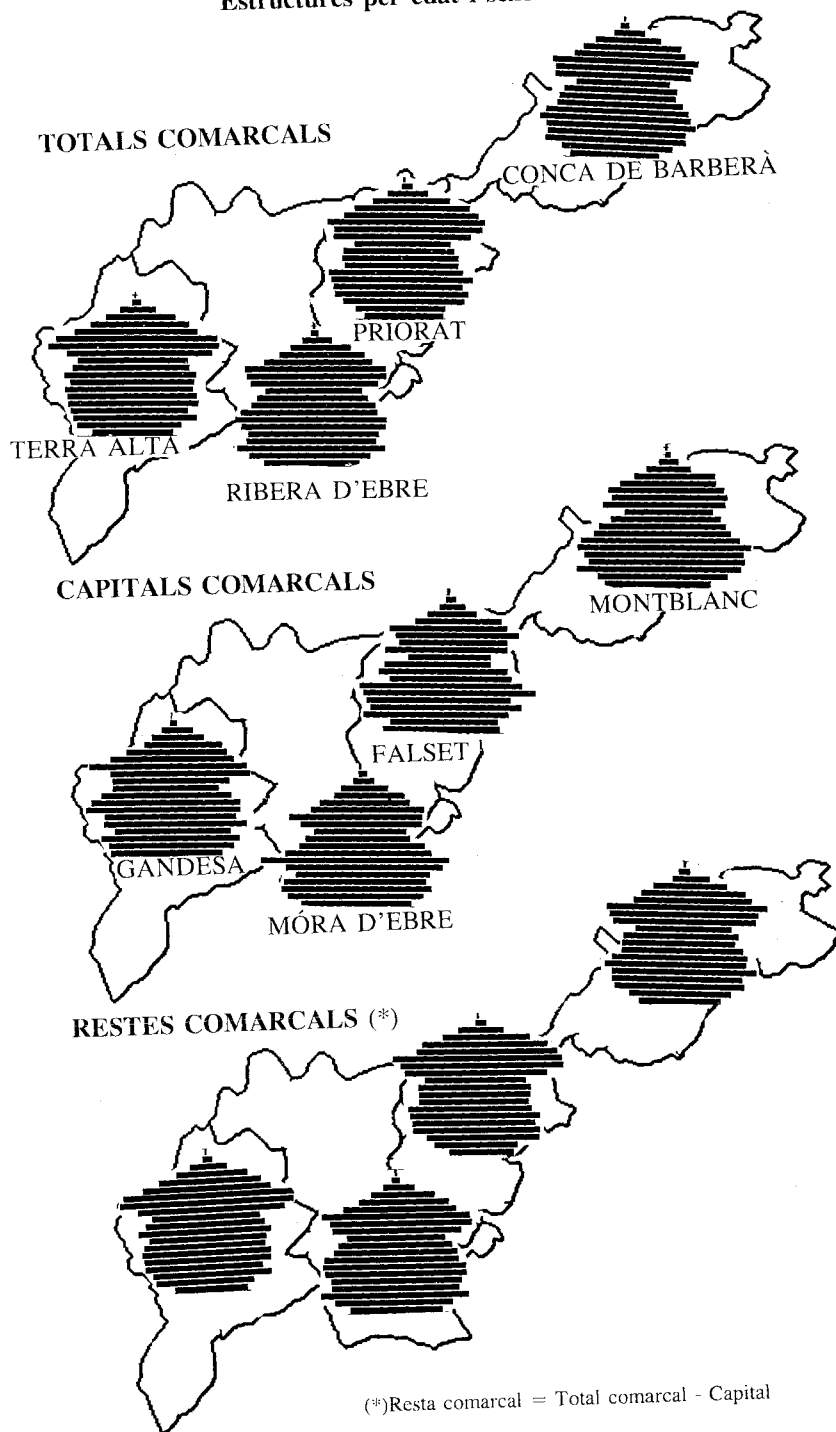 Estructures per edat i
TOTALS COMARCALS
CONCA DE BARBERÀ
PRIORAT
TERRA ALTA
RIBERA D'EBRE
CAPITALS COMARCALS
MONTBLANC
FALSET
GANDESA
MÓRA D'EBRE
RESTES COMARCALS (*)
(*)Resta comarcal = Total comarcal - Capital